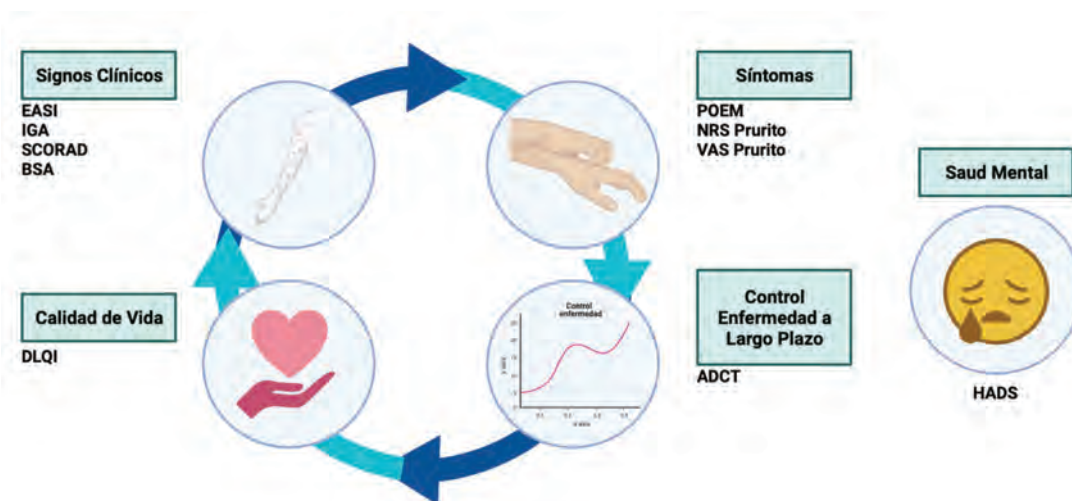 Signos Clínicos
EASI
IGA
SCORAD
BSA
Síntomas
POEM
NRS Prurito
VAS Prurito
Saud Mental
HADS
Calidad de Vida
DLQI
Control
enfermedad
Control
Enfermedad a
Largo Plazo
ADCT